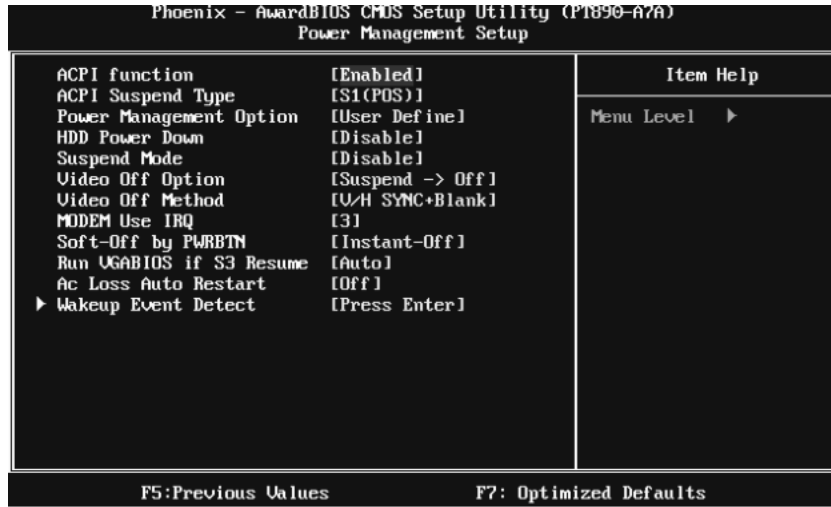 Phoenix - AwardBIOS CMOS Setup Utility (PT890-A7A)
Power Management Setup
ACPI function [Enabled]
ACPI Suspend Type [S1(POS)]
Power Management Option [User Define]
HDD Power Down [Disable]
Suspend Mode [Disable]
Video Off Option [Suspend -> Off]
Video Off Method [V/H SYNC+Blank]
MODEM Use IRQ [3]
Soft-Off by PWRBTN [Instant-Off]
Run VGABIOS if S3 Resume [Auto]
Ac Loss Auto Restart [Off]
▶ Wakeup Event Detect [Press Enter]
Item Help
Menu Level ▶
F5:Previous Values F7: Optimized Defaults